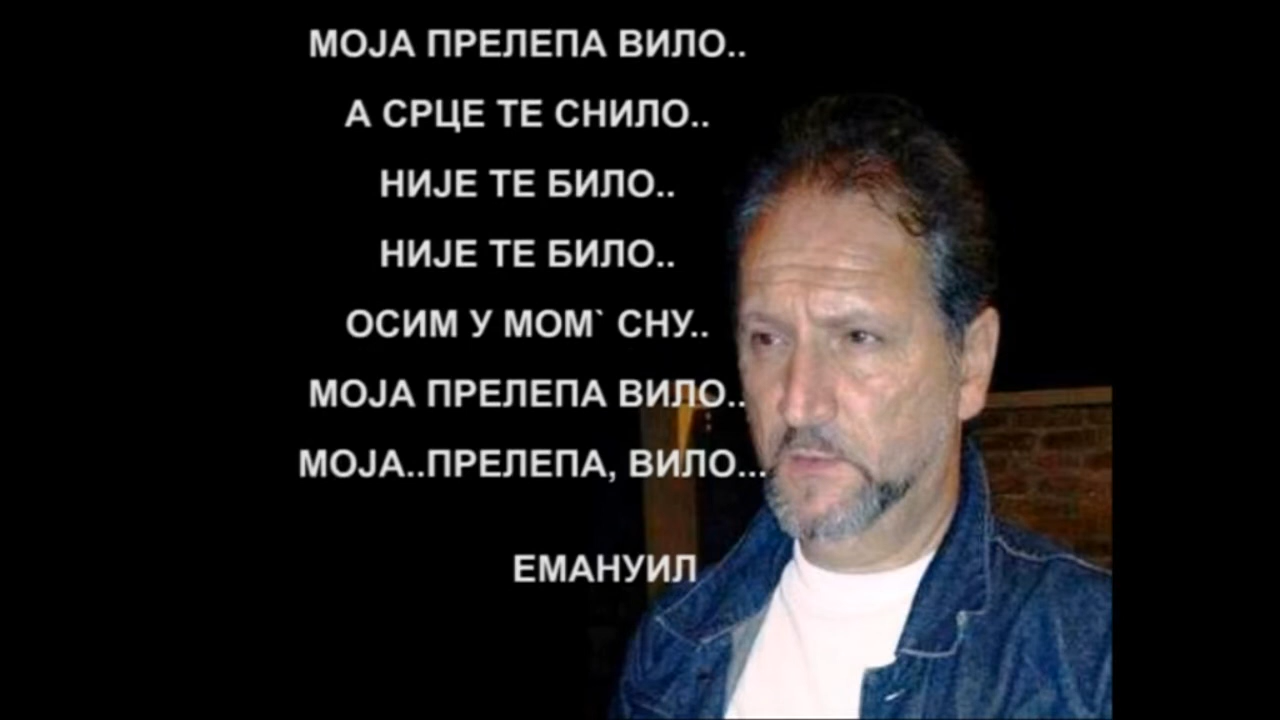 МОЈА ПРЕЛЕПА ВИЛО..
А СРЦЕ ТЕ СНИЛО..
НИЈЕ ТЕ БИЛО..
НИЈЕ ТЕ БИЛО..
ОСИМ У МОМ` СНУ..
МОЈА ПРЕЛЕПА ВИЛО..
МОЈА..ПРЕЛЕПА, ВИЛО...
ЕМАНУИЛ